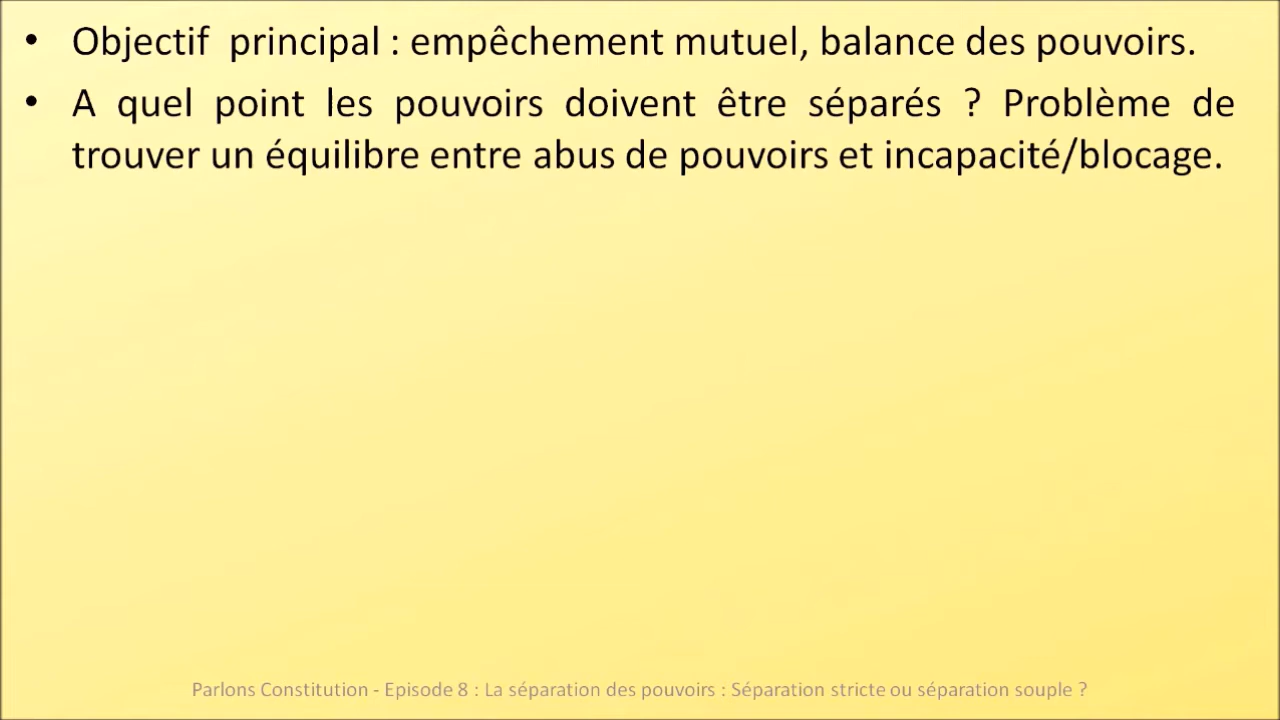 • Objectif principal : empêchement mutuel, balance des pouvoirs.
• A quel point les pouvoirs doivent être séparés ? Problème de
trouver un équilibre entre abus de pouvoirs et incapacité/blocage.
Parlons Constitution - Episode 8 : La séparation des pouvoirs : Séparation stricte ou séparation souple ?